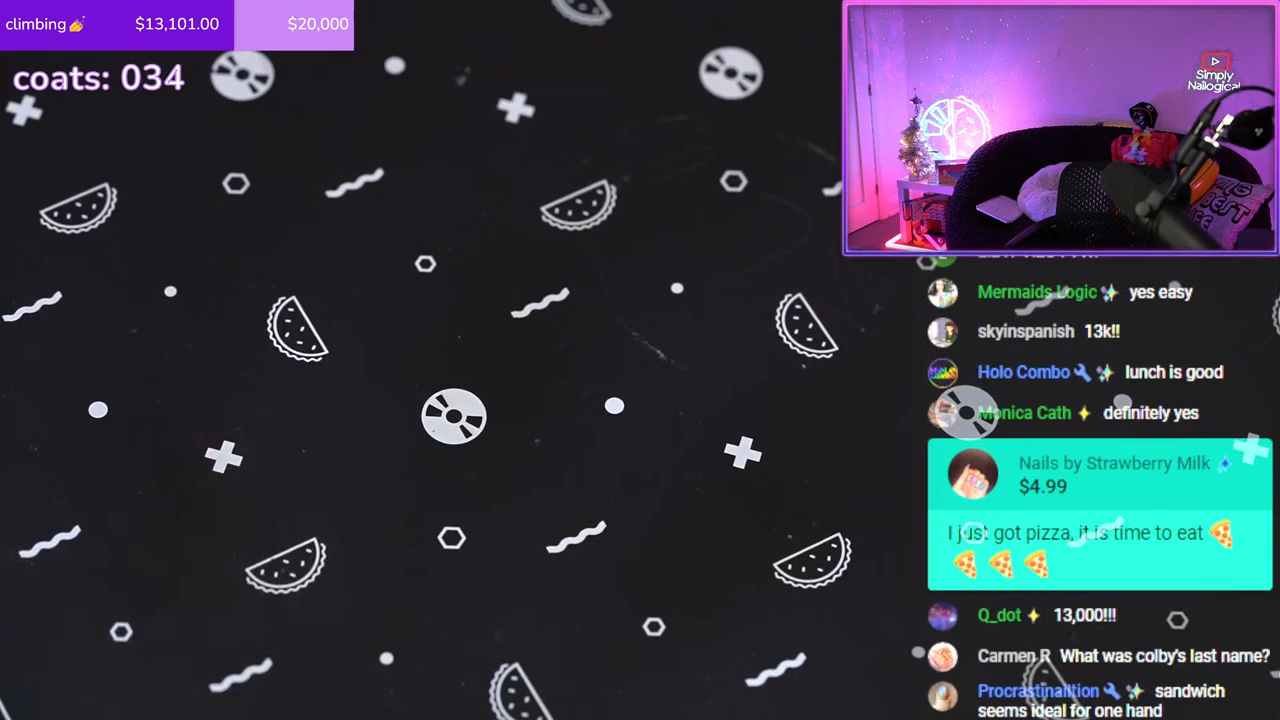 climbing💅 $13,101.00 $20,000
coats: 034
Simply
Nailogical
Mermaids Logic yes easy
skyinspanish 13k!!
Holo Combo lunch is good
Monica Cath definitely yes
Nails by Strawberry Milk
$4.99
I just got pizza, it is time to eat 🍕
🍕 🍕 🍕
Q_dot 13,000!!!
Carmen R What was colby's last name?
Procrastinailtion sandwich
seems ideal for one hand